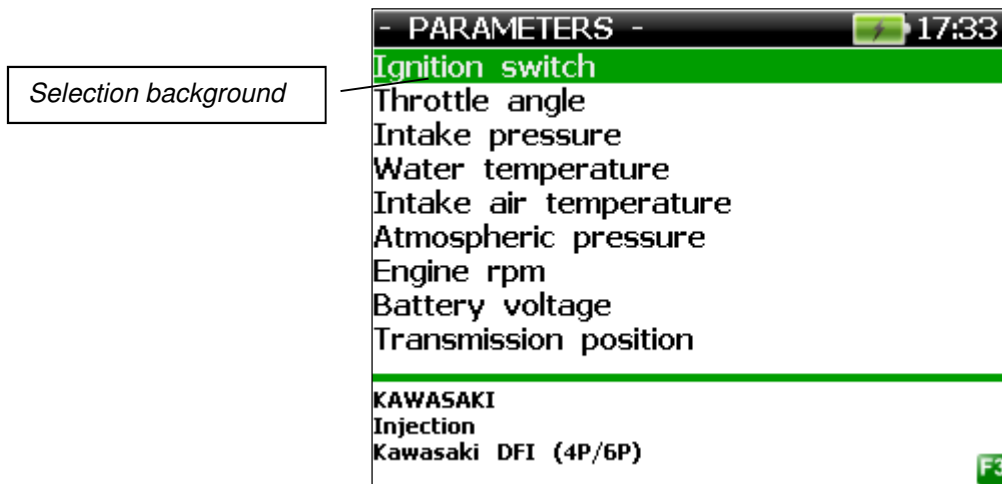 - PARAMETERS - 17:33
Ignition switch
Selection background
Throttle angle
Intake pressure
Water temperature
Intake air temperature
Atmospheric pressure
Engine rpm
Battery voltage
Transmission position
KAWASAKI
Injection
Kawasaki DFI (4P/6P)
F3